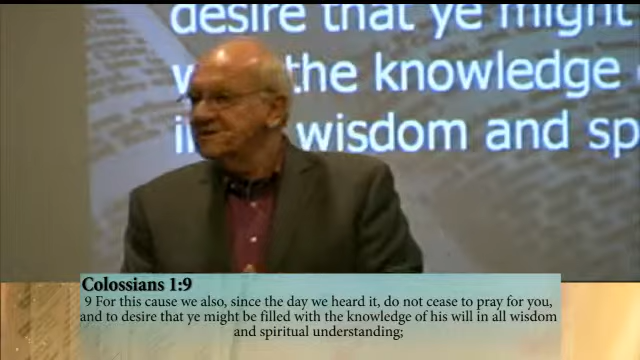 desire that ye might
the knowledge
wisdom and sp
Colossians 1:9
9 For this cause we also, since the day we heard it, do not cease to pray for you,
and to desire that ye might be filled with the knowledge of his will in all wisdom
and spiritual understanding;